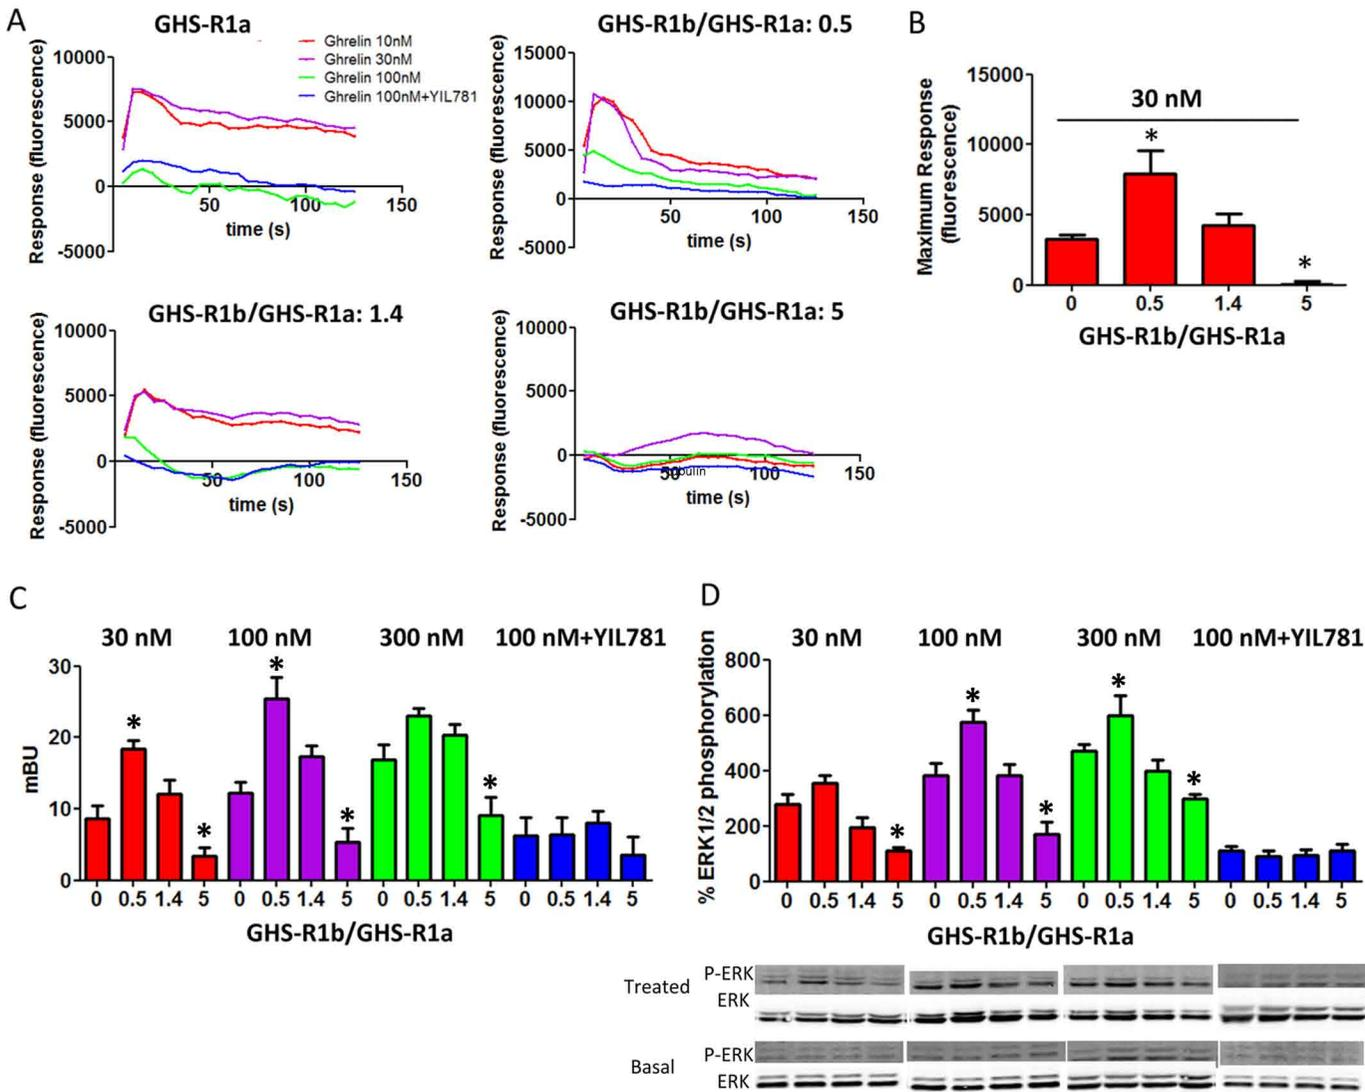 A
GHS-R1a
Ghrelin 10nM
Ghrelin 30nM
Ghrelin 100nM
Ghrelin 100nM+YIL781
Response (fluorescence)
10000
5000
0
-5000
50
100
150
time (s)
GHS-R1b/GHS-R1a: 0.5
Response (fluorescence)
15000
10000
5000
0
-5000
50
100
150
time (s)
B
Maximum Response
(fluorescence)
15000
10000
5000
0
30 nM
*
*
0 0.5 1.4 5
GHS-R1b/GHS-R1a
GHS-R1b/GHS-R1a: 1.4
Response (fluorescence)
10000
5000
0
-5000
50
100
150
time (s)
GHS-R1b/GHS-R1a: 5
Response (fluorescence)
10000
5000
0
-5000
50
100
150
time (s)
C
30 nM 100 nM 300 nM 100 nM+YIL781
mBU
30
20
10
0
* * * * *
0 0.5 1.4 5 0 0.5 1.4 5 0 0.5 1.4 5 0 0.5 1.4 5
GHS-R1b/GHS-R1a
D
30 nM 100 nM 300 nM 100 nM+YIL781
% ERK1/2 phosphorylation
800
600
400
200
0
* * * * *
0 0.5 1.4 5 0 0.5 1.4 5 0 0.5 1.4 5 0 0.5 1.4 5
GHS-R1b/GHS-R1a
Treated
P-ERK
ERK
Basal
P-ERK
ERK